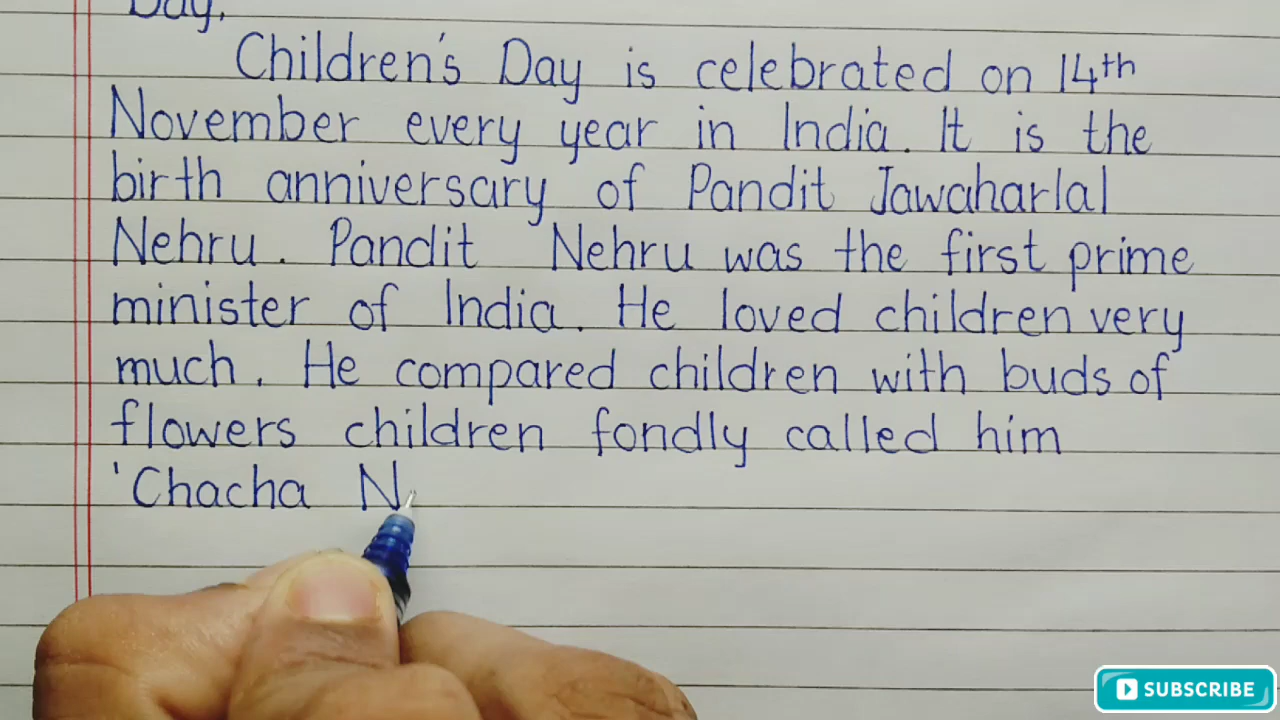 Day.
Children's Day is celebrated on 14th
November every year in India. It is the
birth anniversary of Pandit Jawaharlal
Nehru. Pandit Nehru was the first prime
minister of India. He loved children very
much. He compared children with buds of
flowers children fondly called him
'Chacha N
SUBSCRIBE